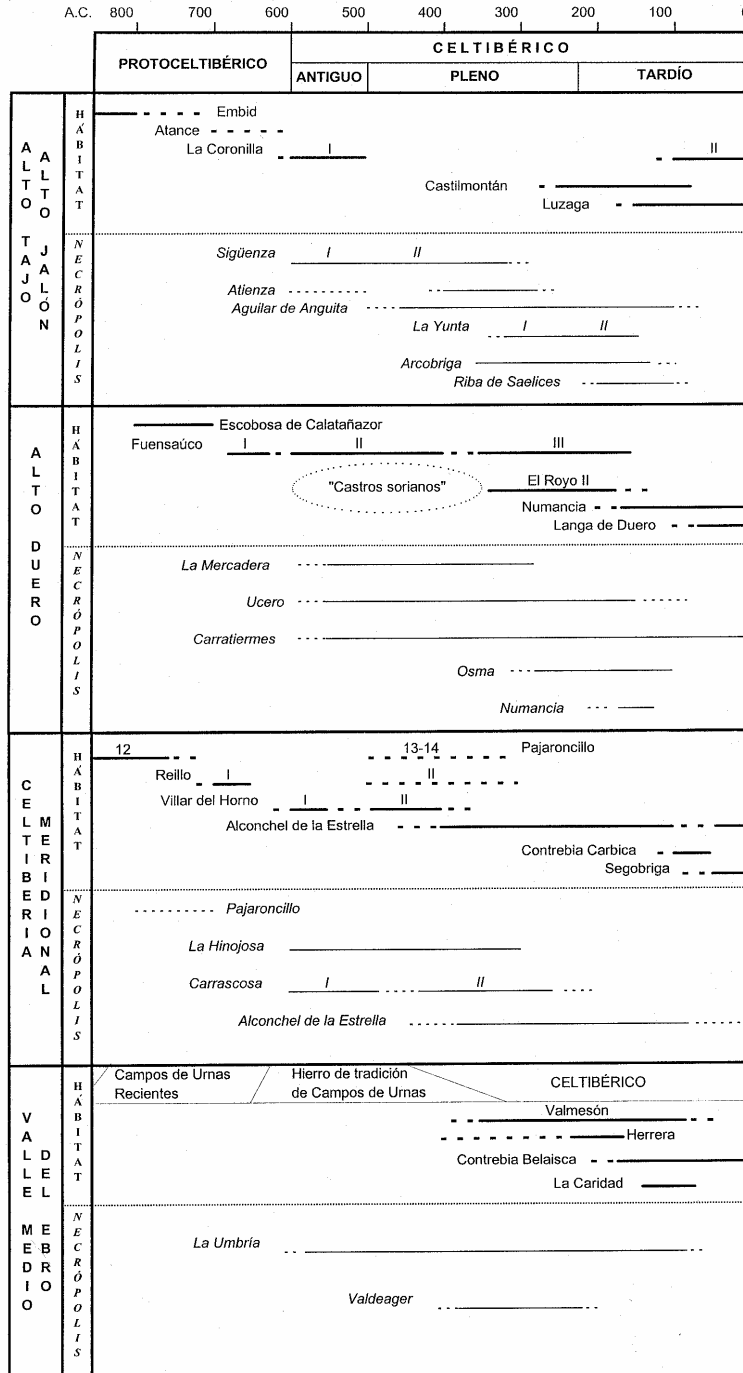 A.C. 800 700 600 500 400 300 200 100 0
CELTIBÉRICO
PROTOCELTIBÉRICO
ANTIGUO PLENO TARDÍO
ALTO TAJO
ALTO JALÓN
HÁBITAT
Embid
Atance
La Coronilla I II
Castilmontán
Luzaga
NECRÓPOLIS
Sigüenza I II
Atienza
Aguilar de Anguita
La Yunta I II
Arcobriga
Riba de Saelices
ALTO DUERO
HÁBITAT
Escobosa de Calatañazor
Fuensaúco I II III
"Castros sorianos" El Royo II
Numancia
Langa de Duero
NECRÓPOLIS
La Mercadera
Ucero
Carratiermes
Osma
Numancia
CELTIBERIA
MERIDIONAL
HÁBITAT
12 13-14 Pajaroncillo
Reillo I II
Villar del Horno I II
Alconchel de la Estrella
Contrebia Carbica
Segobriga
NECRÓPOLIS
Pajaroncillo
La Hinojosa
Carrascosa I II
Alconchel de la Estrella
VALLE MEDIO
DEL EBRO
HÁBITAT
Campos de Urnas
Recientes
Hierro de tradición
de Campos de Urnas
CELTIBÉRICO
Valmesón
Herrera
Contrebia Belaisca
La Caridad
NECRÓPOLIS
La Umbría
Valdeager